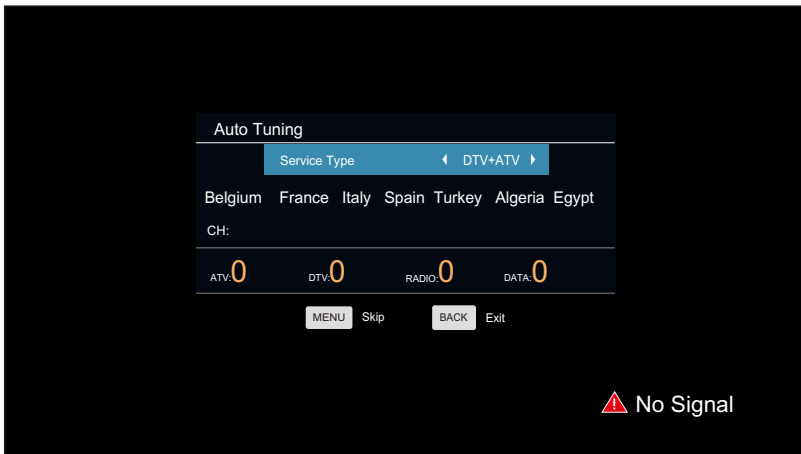 Auto Tuning
Service Type DTV+ATV
Belgium France Italy Spain Turkey Algeria Egypt
CH:
ATV:0 DTV:0 RADIO:0 DATA:0
MENU Skip BACK Exit
No Signal